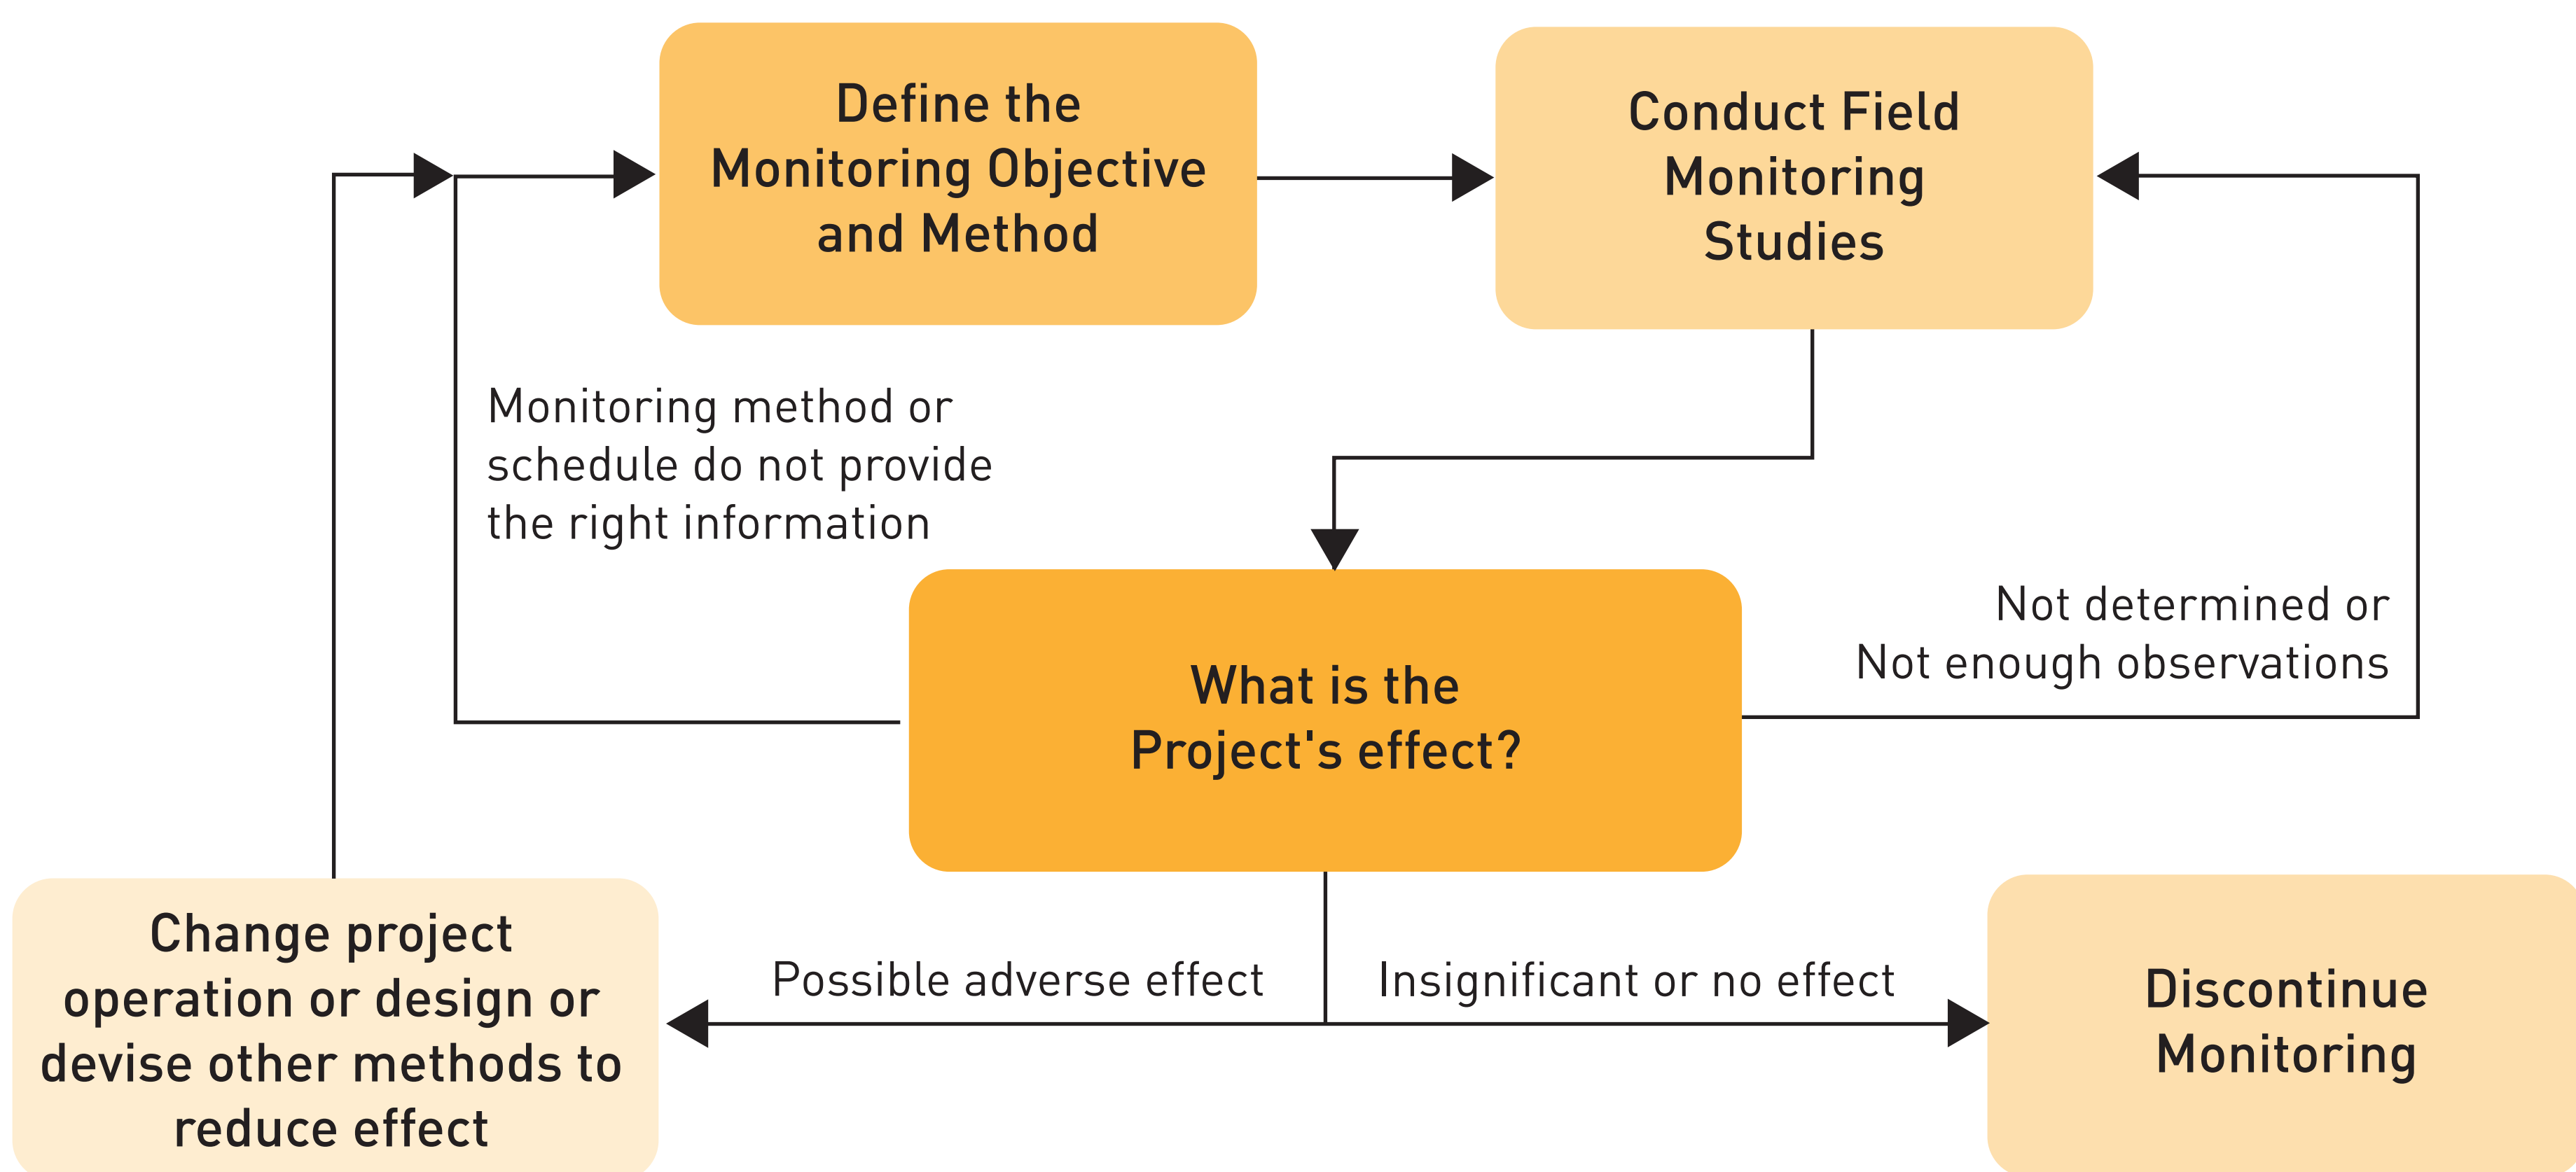 Define the
Monitoring Objective
and Method
Conduct Field
Monitoring
Studies
Monitoring method or
schedule do not provide
the right information
Not determined or
Not enough observations
What is the
Project's effect?
Change project
operation or design or
devise other methods to
reduce effect
Possible adverse effect
Insignificant or no effect
Discontinue
Monitoring